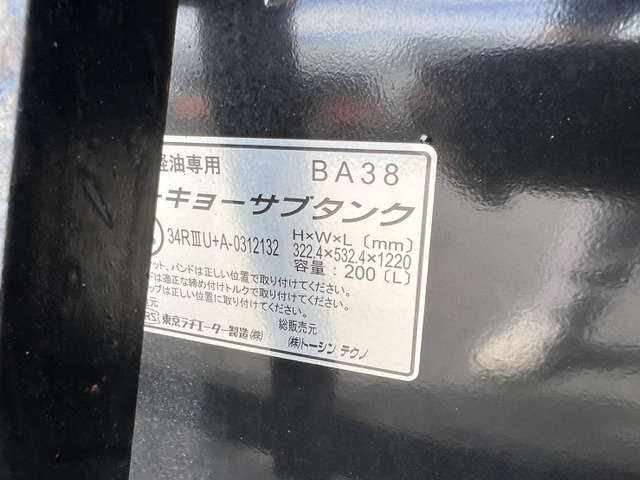 軽油専用 BA38
ーキョーサブタンク
34RⅢU+A-0312132
H×W×L (mm)
322.4×532.4×1220
容量:200(L)
ット、バンドは正しい位置で取り付けてください。
ドは適正な締め付けトルクで取り付けてください。
ップは正しい位置に取り付けてください。
元 総販売元
東京ラヂエーター製造(株) (株)トーシン テクノ